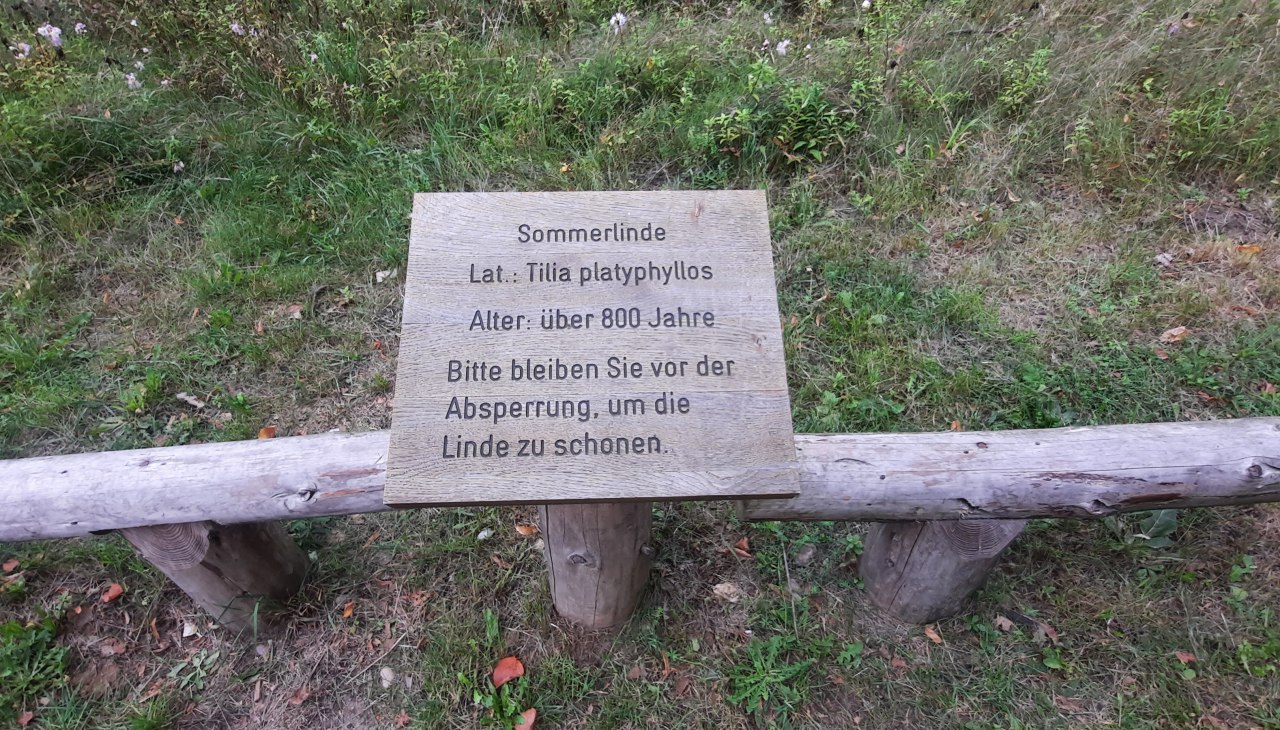 Sommerlinde
Lat.: Tilia platyphyllos
Alter: über 800 Jahre
Bitte bleiben Sie vor der
Absperrung, um die
Linde zu schonen.